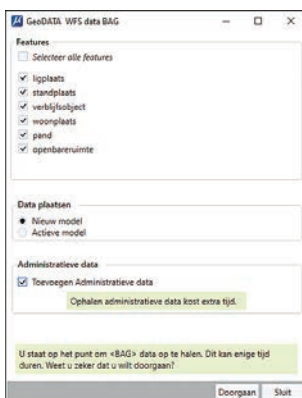 GeoDATA WFS data BAG
Features
Selecteer alle features
ligplaats
standplaats
verblijfsobject
woonplaats
pand
openbareruimte
Data plaatsen
Nieuw model
Actieve model
Administratieve data
Toevoegen Administratieve data
Ophalen administratieve data kost extra tijd.
U staat op het punt om <BAG> data op te halen. Dit kan enige tijd
duren. Weet u zeker dat u wilt doorgaan?
Doorgaan Sluit